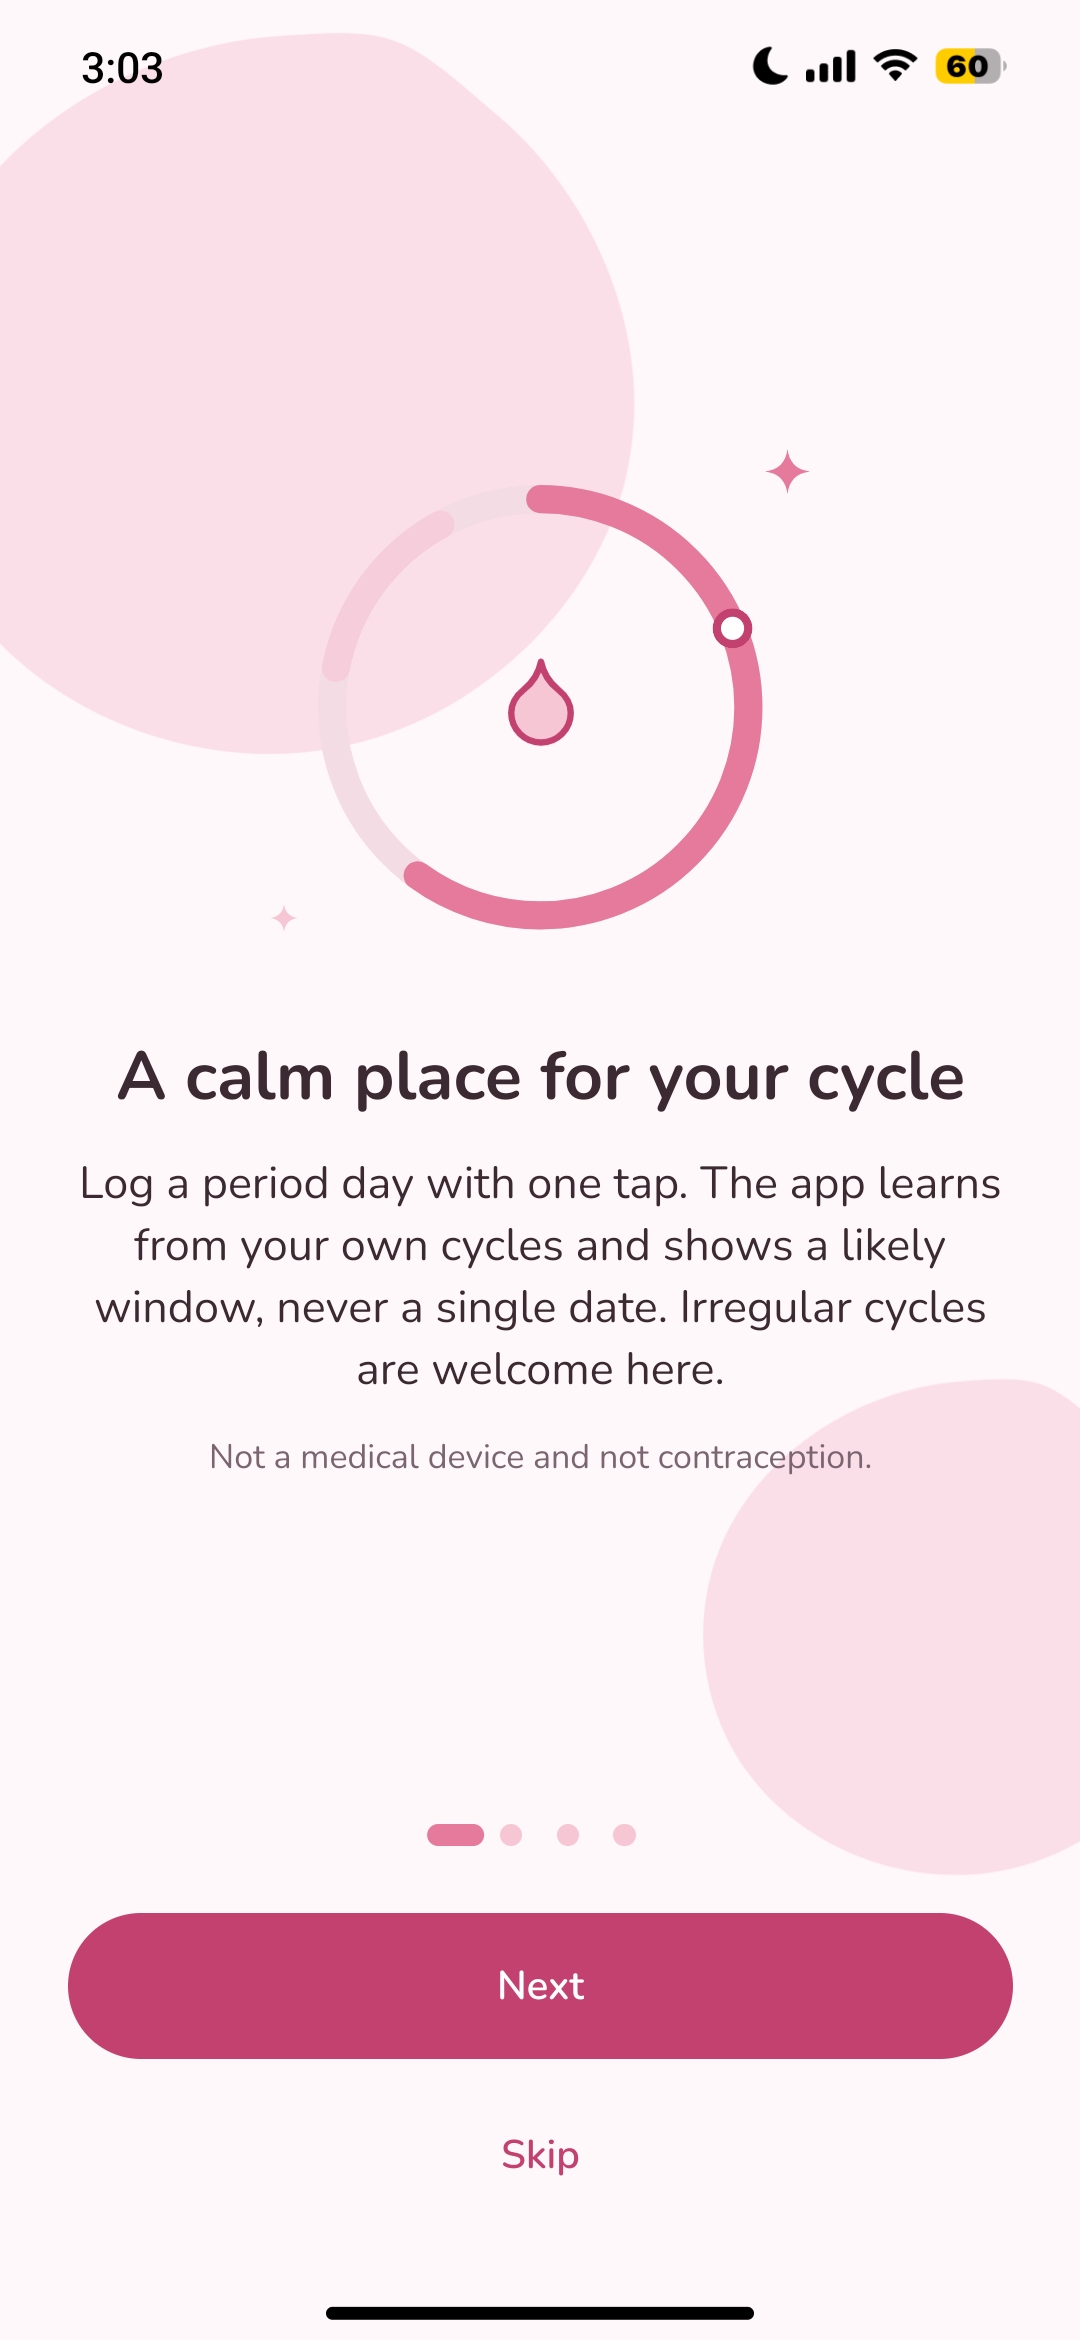 3:03
60
A calm place for your cycle
Log a period day with one tap. The app learns
from your own cycles and shows a likely
window, never a single date. Irregular cycles
are welcome here.
Not a medical device and not contraception.
Next
Skip